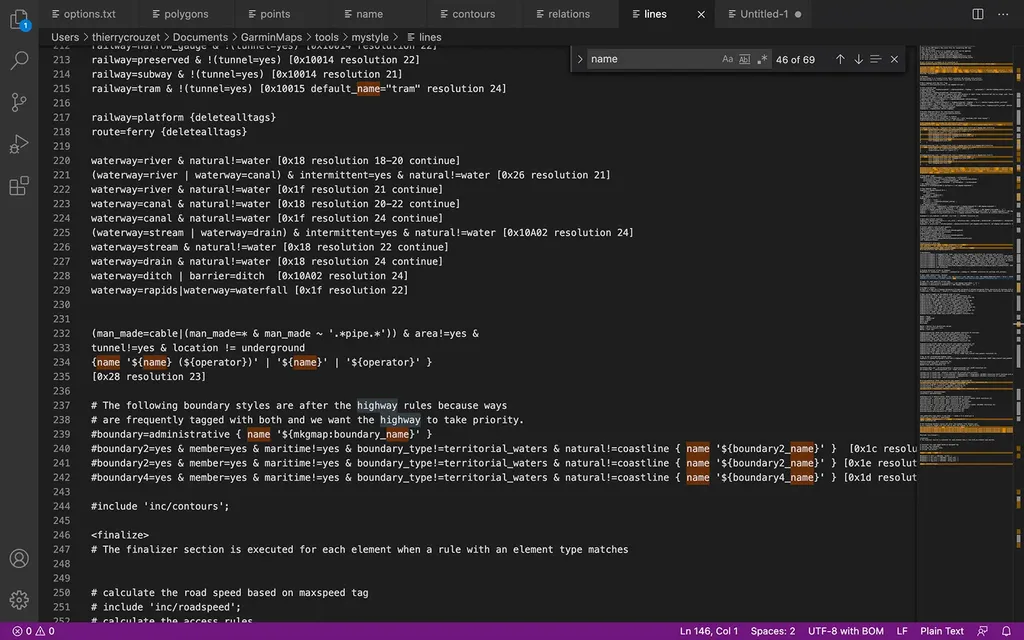 options.txt polygons points name contours relations lines Untitled-1
1
Users > thierrycrouzet > Documents > GarminMaps > tools > mystyle > lines
name Aa Abl .* 46 of 69
212 railway=narrow_gauge & !(tunnel=yes) [0x10014 resolution 22]
213 railway=preserved & !(tunnel=yes) [0x10014 resolution 22]
214 railway=subway & !(tunnel=yes) [0x10014 resolution 21]
215 railway=tram & !(tunnel=yes) [0x10015 default_name="tram" resolution 24]
216
217 railway=platform {deletealltags}
218 route=ferry {deletealltags}
219
220 waterway=river & natural!=water [0x18 resolution 18-20 continue]
221 (waterway=river | waterway=canal) & intermittent=yes & natural!=water [0x26 resolution 21]
222 waterway=river & natural!=water [0x1f resolution 21 continue]
223 waterway=canal & natural!=water [0x18 resolution 20-22 continue]
224 waterway=canal & natural!=water [0x1f resolution 24 continue]
225 (waterway=stream | waterway=drain) & intermittent=yes & natural!=water [0x10A02 resolution 24]
226 waterway=stream & natural!=water [0x18 resolution 22 continue]
227 waterway=drain & natural!=water [0x18 resolution 24 continue]
228 waterway=ditch | barrier=ditch  [0x10A02 resolution 24]
229 waterway=rapids|waterway=waterfall [0x1f resolution 22]
230
231
232 (man_made=cable|(man_made=* & man_made ~ '.*pipe.*')) & area!=yes &
233 tunnel!=yes & location != underground
234 {name '${name} (${operator})' | '${name}' | '${operator}' }
235 [0x28 resolution 23]
236
237 # The following boundary styles are after the highway rules because ways
238 # are frequently tagged with both and we want the highway to take priority.
239 #boundary=administrative { name '${mkgmap:boundary_name}' }
240 #boundary2=yes & member=yes & maritime!=yes & boundary_type!=territorial_waters & natural!=coastline { name '${boundary2_name}' }  [0x1c resolu
241 #boundary2=yes & member=yes & maritime!=yes & boundary_type!=territorial_waters & natural!=coastline { name '${boundary2_name}' } [0x1e resolut
242 #boundary4=yes & member=yes & maritime!=yes & boundary_type!=territorial_waters & natural!=coastline { name '${boundary4_name}' } [0x1d resolut
243
244 #include 'inc/contours';
245
246 <finalize>
247 # The finalizer section is executed for each element when a rule with an element type matches
248
249
250 # calculate the road speed based on maxspeed tag
251 # include 'inc/roadspeed';
252 # calculate the access rules
0 0 Ln 146, Col 1 Spaces: 2 UTF-8 with BOM LF Plain Text